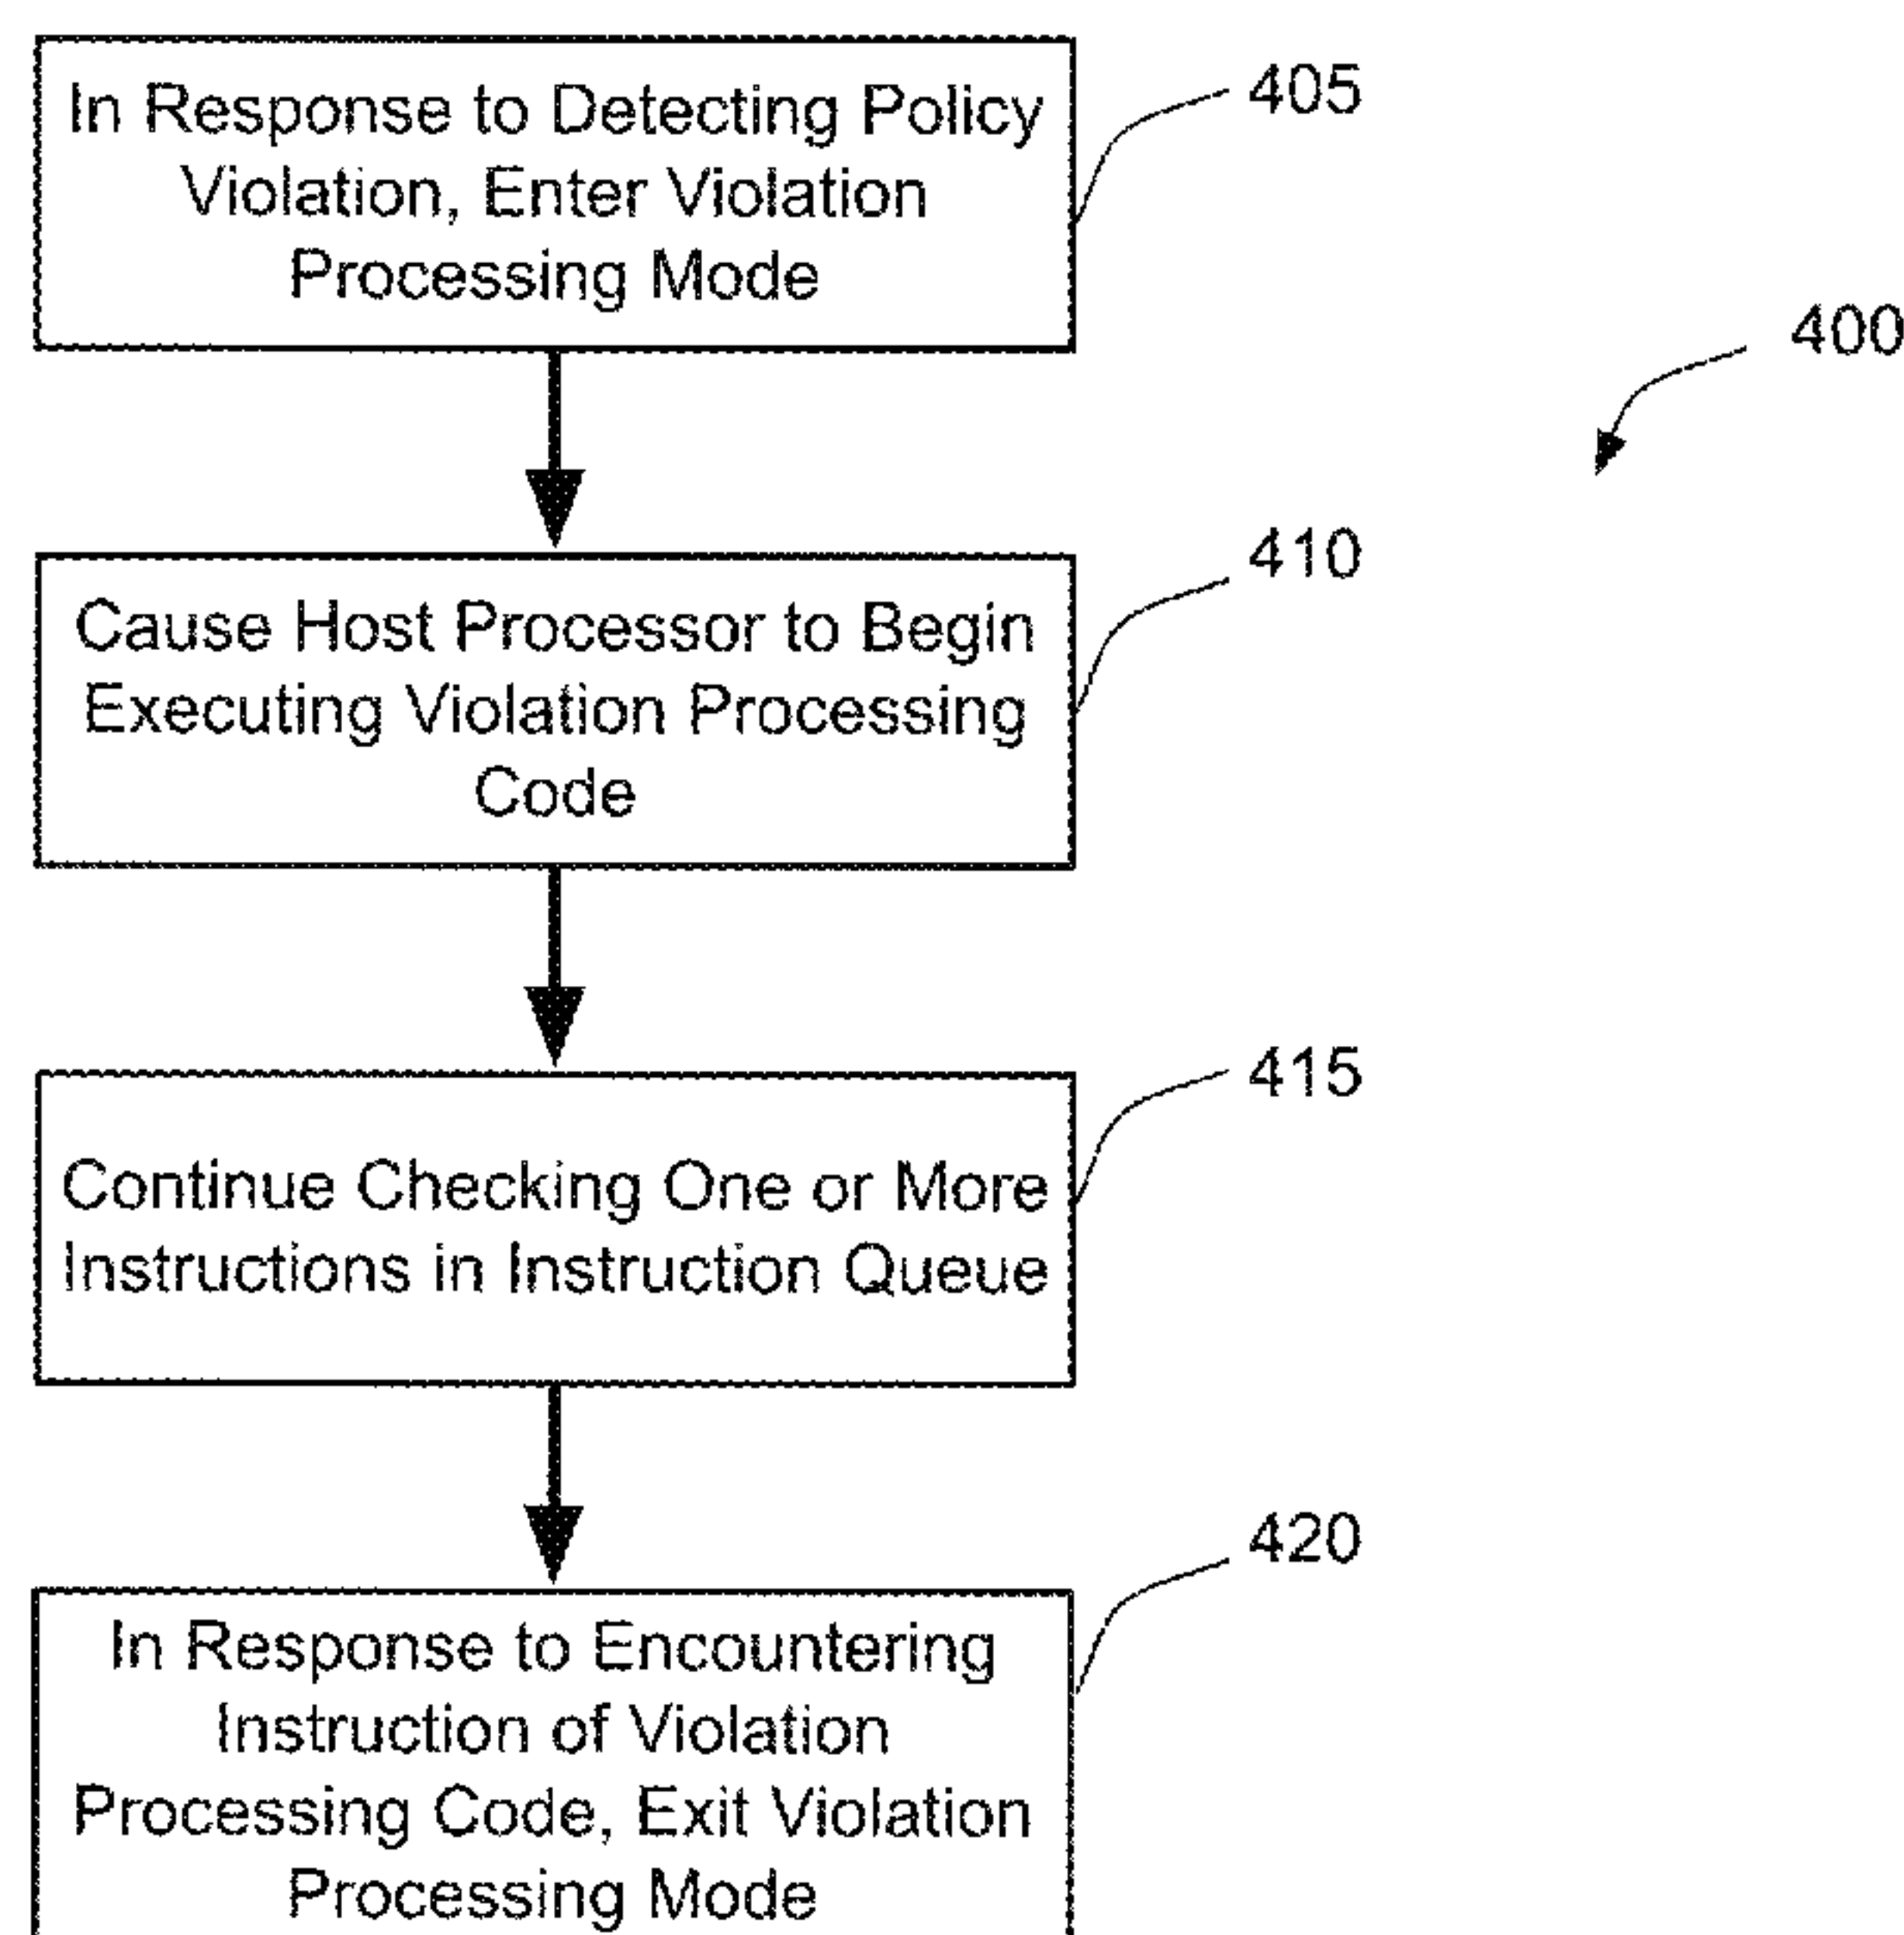 In Response to Detecting Policy
Violation, Enter Violation
Processing Mode
405
400
Cause Host Processor to Begin
Executing Violation Processing
Code
410
Continue Checking One or More
Instructions in Instruction Queue
415
In Response to Encountering
Instruction of Violation
Processing Code, Exit Violation
Processing Mode
420